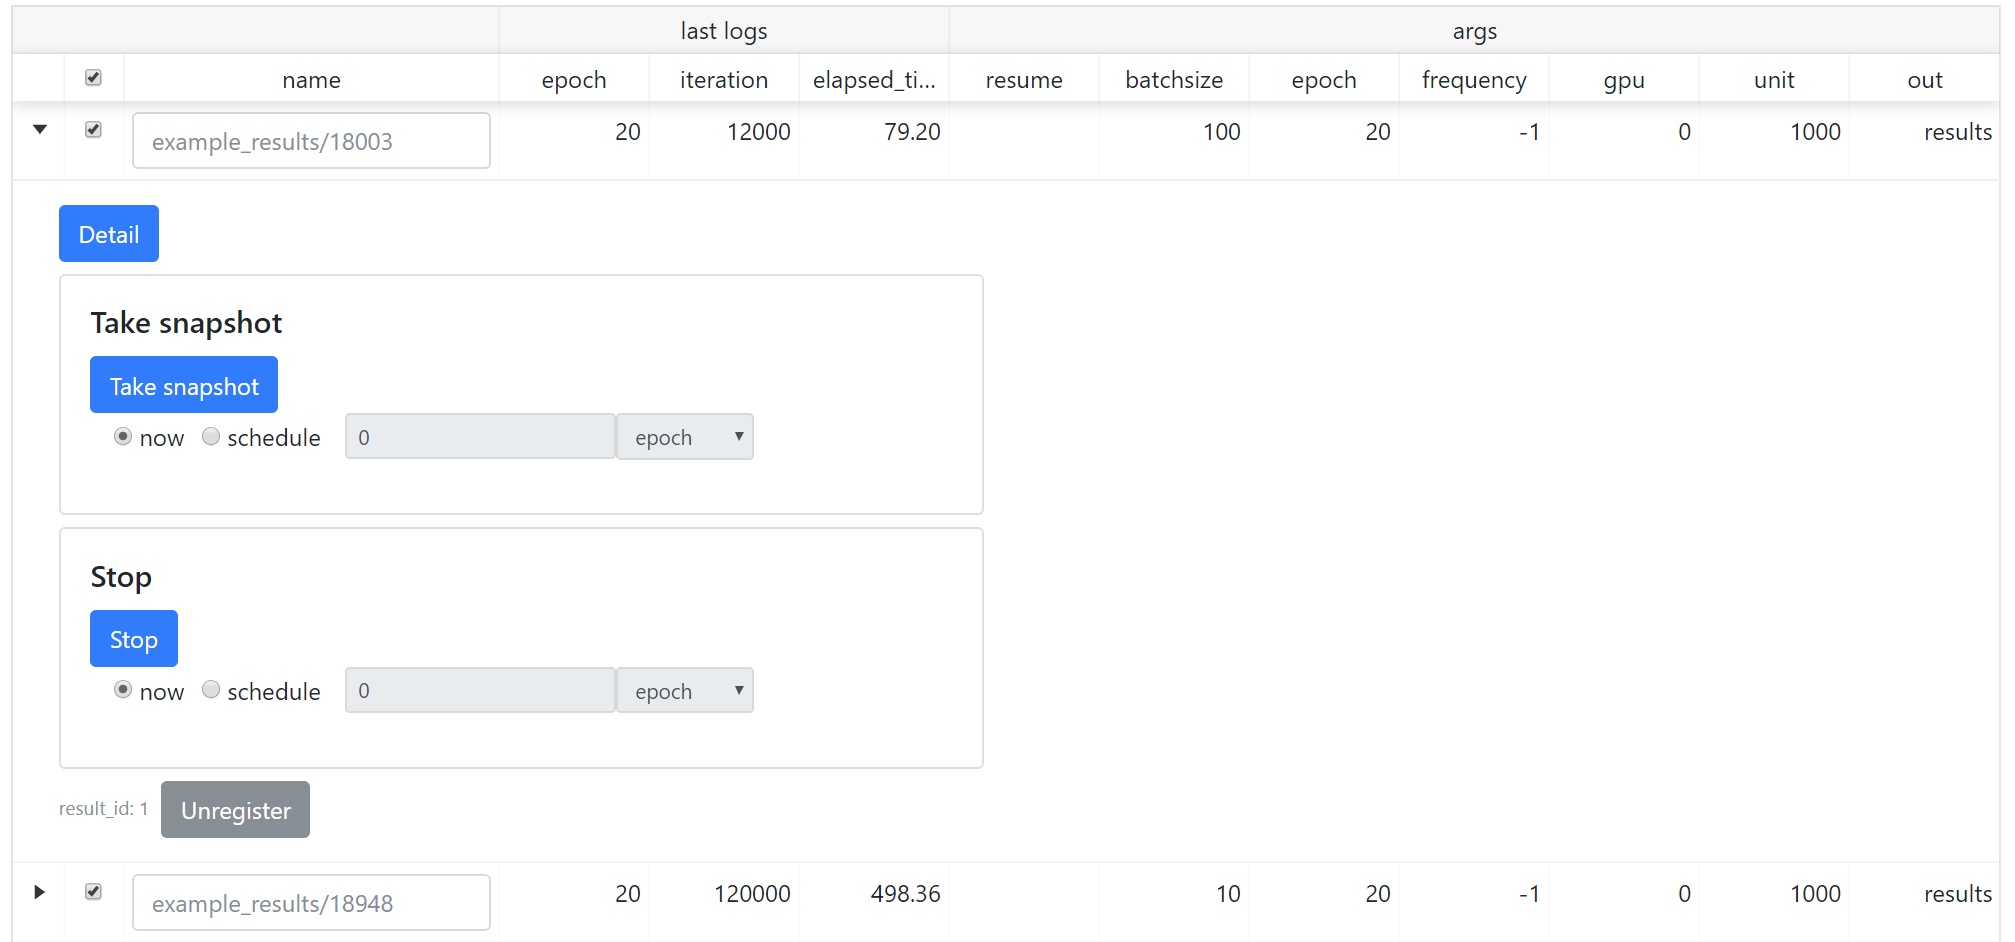 last logs args
name epoch iteration elapsed_ti... resume batchsize epoch frequency gpu unit out
example_results/18003 20 12000 79.20 100 20 -1 0 1000 results
Detail
Take snapshot
Take snapshot
now schedule 0 epoch
Stop
Stop
now schedule 0 epoch
result_id: 1 Unregister
example_results/18948 20 120000 498.36 10 20 -1 0 1000 results